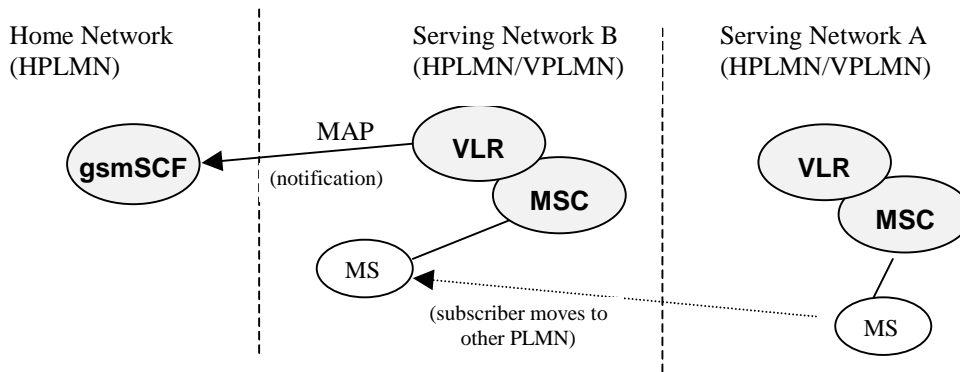 Home Network
(HPLMN)
Serving Network B
(HPLMN/VPLMN)
Serving Network A
(HPLMN/VPLMN)
gsmSCF
MAP
(notification)
VLR
MSC
MS
VLR
MSC
MS
(subscriber moves to
other PLMN)